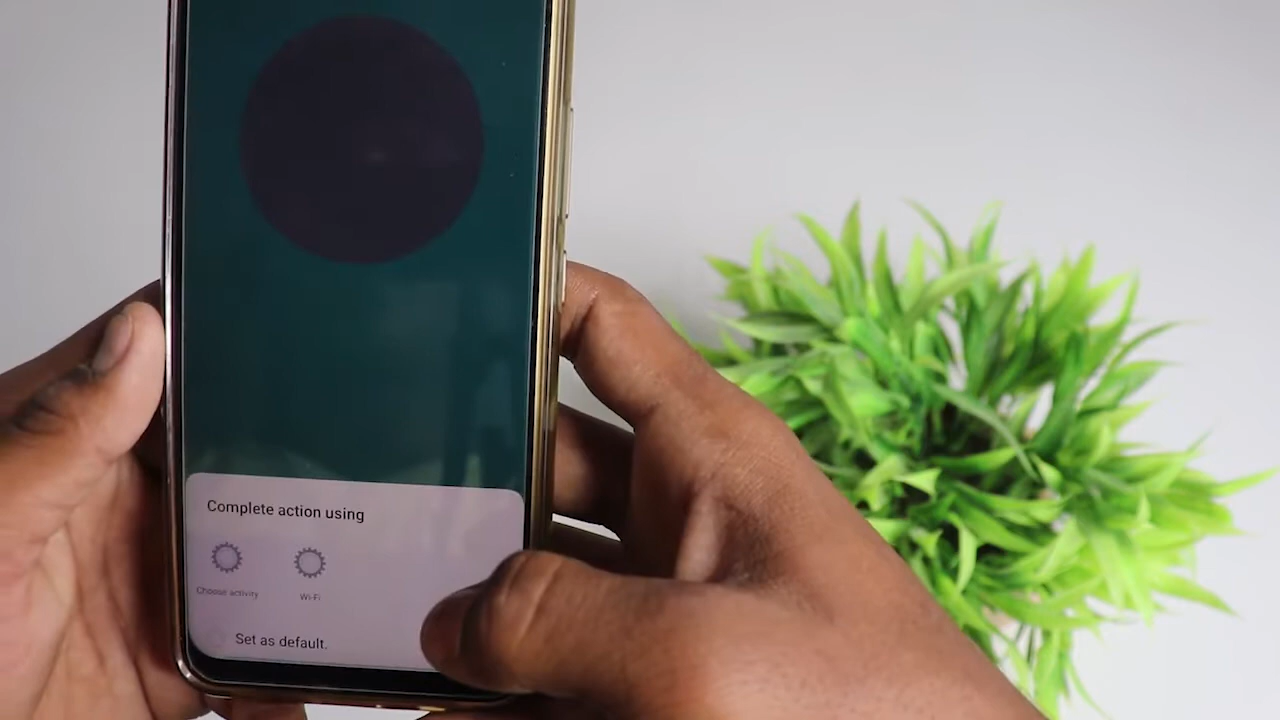 Complete action using
Choose activity
Wi-Fi
Set as default.